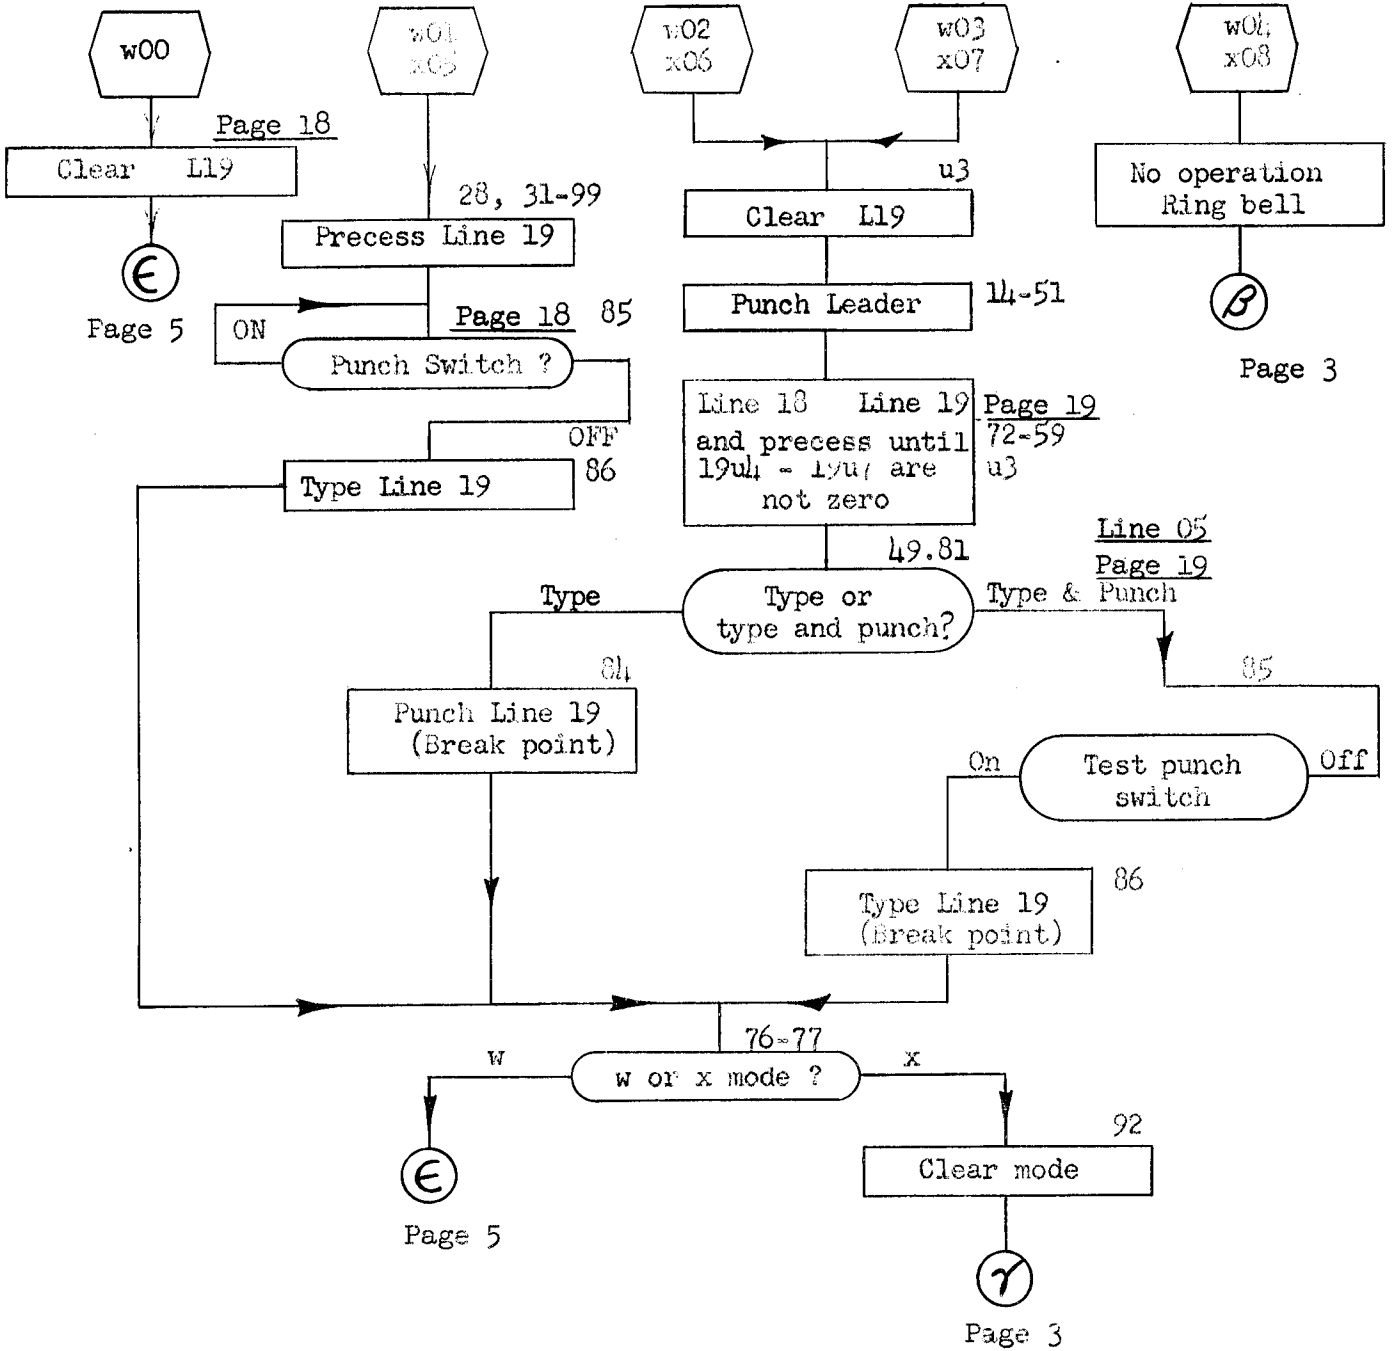 w00
w01
x05
w02
x06
w03
x07
w04
x08
Page 18
Clear L19
ϵ
Page 5
28, 31-99
Precess Line 19
ON
Page 18 85
Punch Switch ?
OFF
86
Type Line 19
u3
Clear L19
Punch Leader
14-51
Line 18 Line 19
and precess until
19u4 - 19u7 are
not zero
Page 19
72-59
u3
No operation
Ring bell
β
Page 3
49.81
Type or
type and punch?
Type
Line 05
Page 19
Type & Punch
84
Punch Line 19
(Break point)
85
On
Test punch
switch
Off
86
Type Line 19
(Break point)
76-77
w or x mode ?
w
x
ϵ
Page 5
92
Clear mode
γ
Page 3